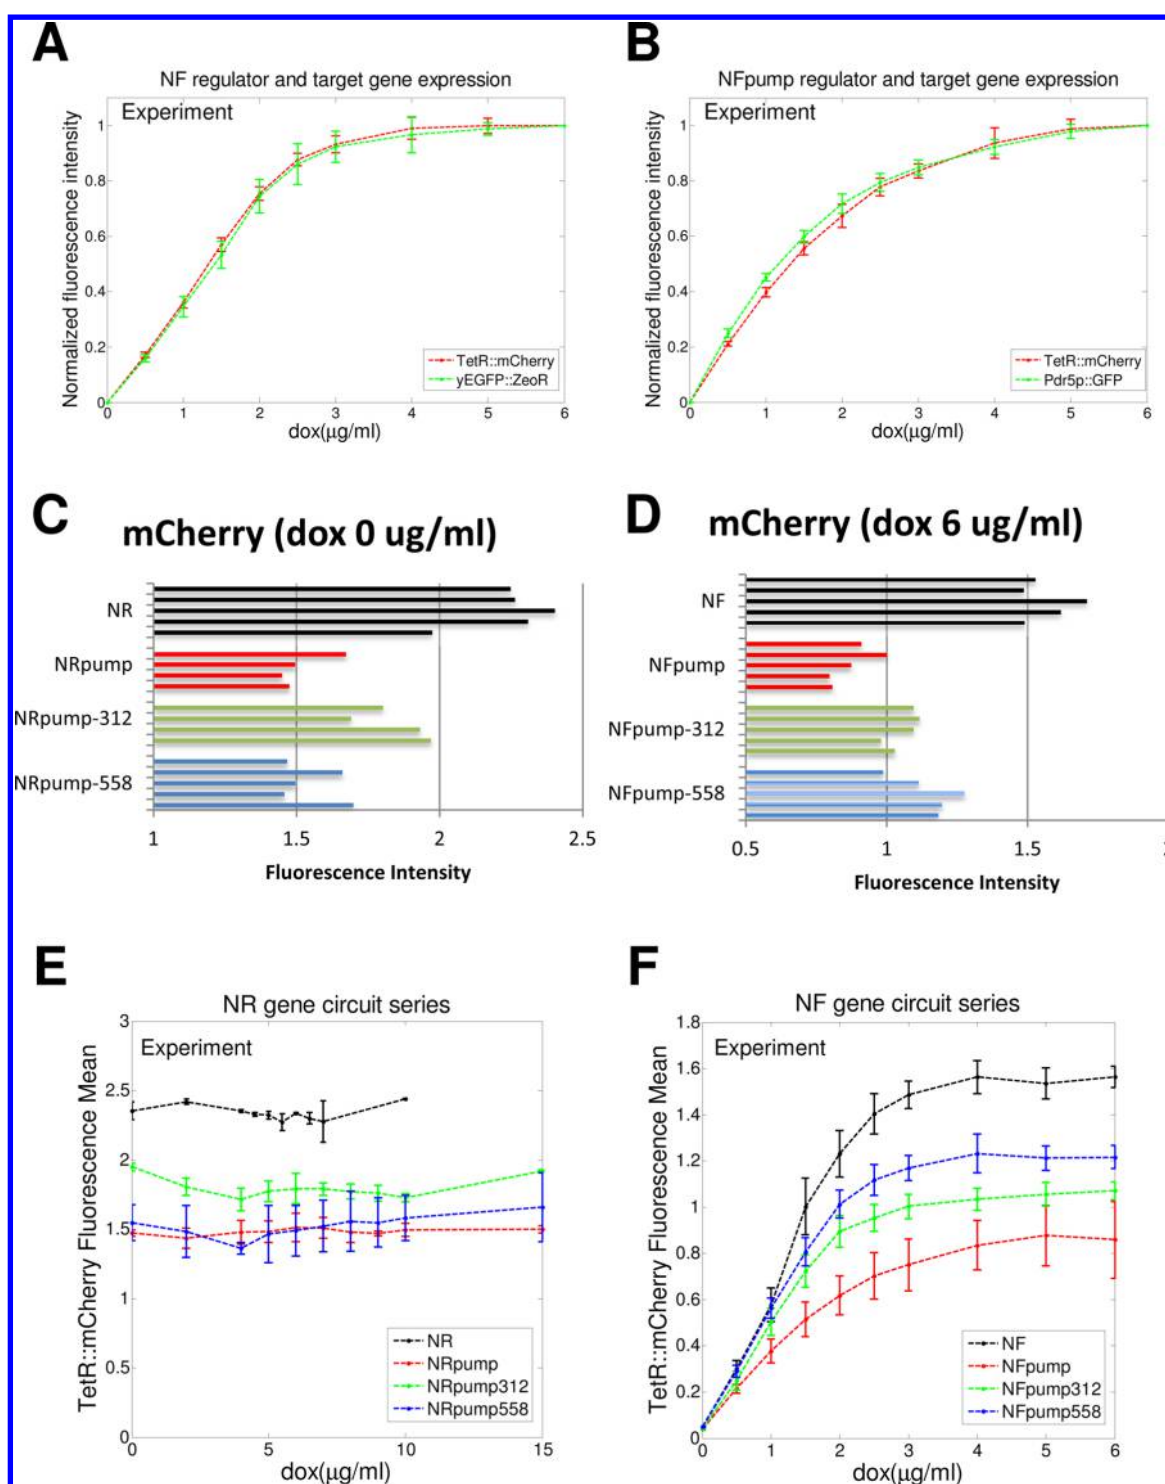 A
NF regulator and target gene expression
Experiment
Normalized fluorescence intensity
1
0.8
0.6
0.4
0.2
0
0 1 2 3 4 5 6
dox(μg/ml)
TetR::mCherry
yEGFP::ZeoR
B
NFpump regulator and target gene expression
Experiment
Normalized fluorescence intensity
1
0.8
0.6
0.4
0.2
0
0 1 2 3 4 5 6
dox(μg/ml)
TetR::mCherry
Pdr5p::GFP
C
mCherry (dox 0 ug/ml)
NR
NRpump
NRpump-312
NRpump-558
1 1.5 2 2.5
Fluorescence Intensity
D
mCherry (dox 6 ug/ml)
NF
NFpump
NFpump-312
NFpump-558
0.5 1 1.5
Fluorescence Intensity
E
NR gene circuit series
Experiment
TetR::mCherry Fluorescence Mean
3
2.5
2
1.5
1
0.5
0
0 5 10 15
dox(μg/ml)
NR
NRpump
NRpump312
NRpump558
F
NF gene circuit series
Experiment
TetR::mCherry Fluorescence Mean
1.8
1.6
1.4
1.2
1
0.8
0.6
0.4
0.2
0
0 1 2 3 4 5 6
dox(μg/ml)
NF
NFpump
NFpump312
NFpump558